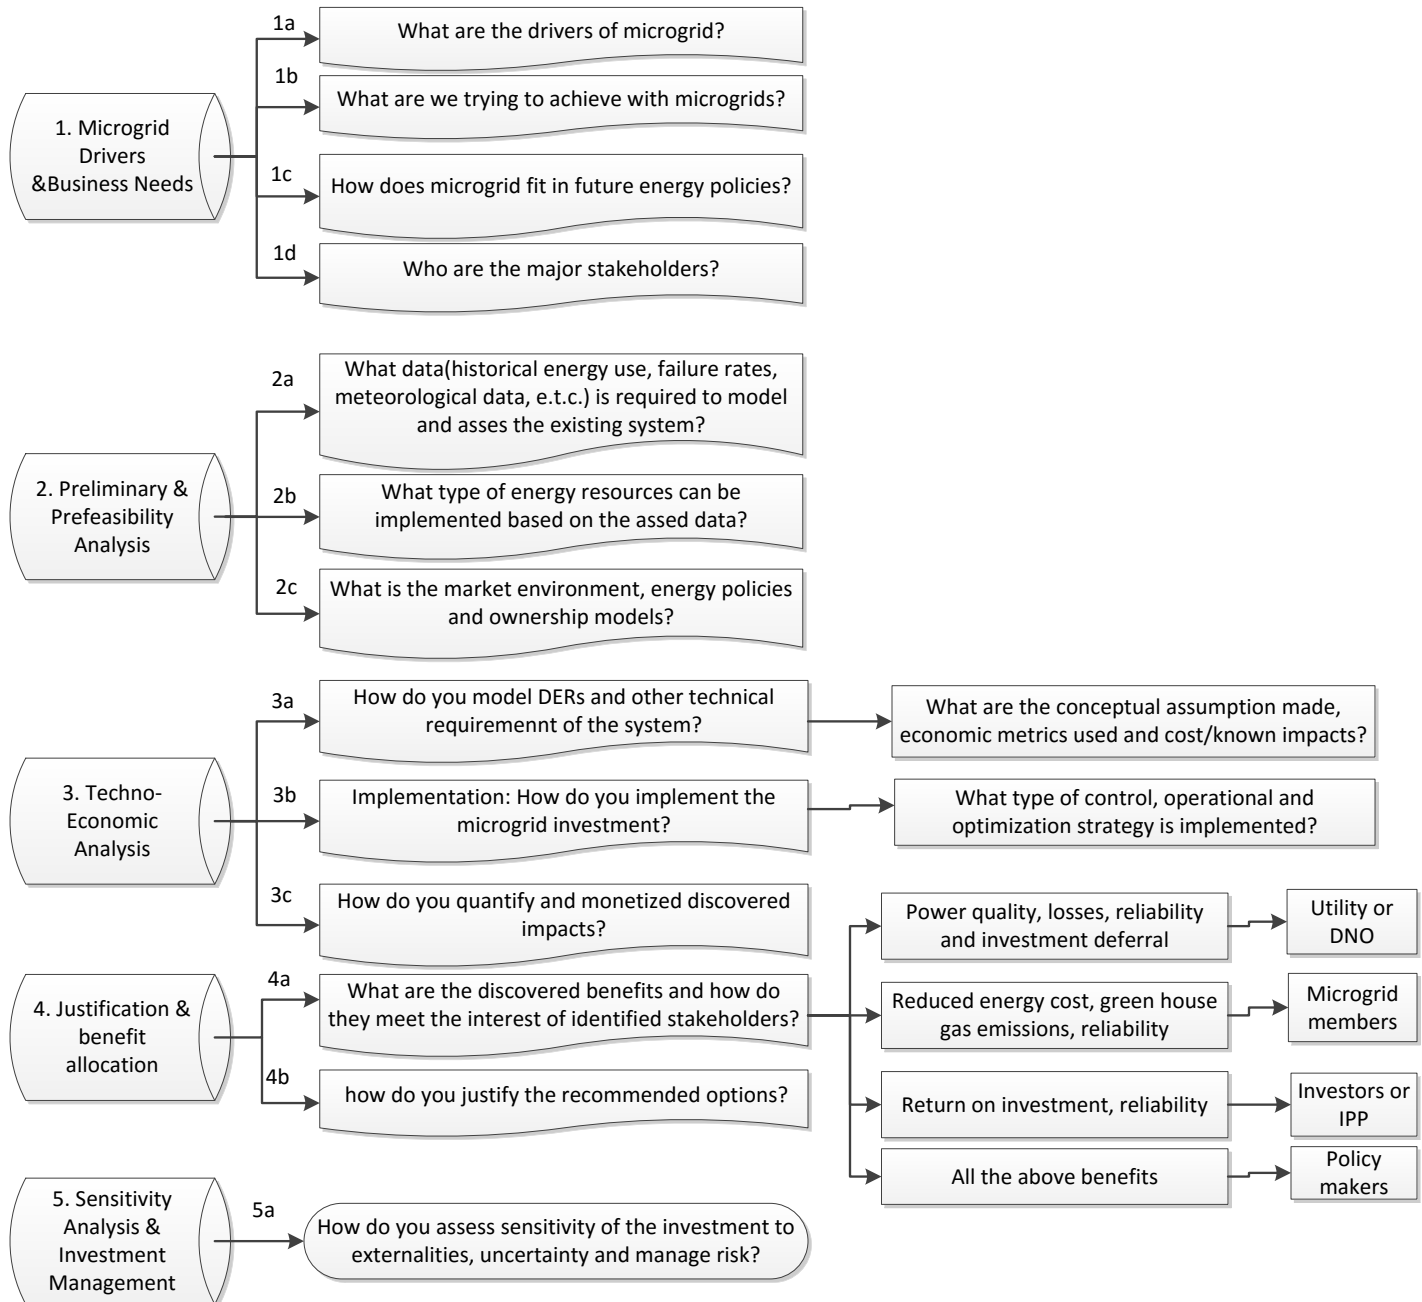 1. Microgrid
Drivers
&Business Needs
1a
What are the drivers of microgrid?
1b
What are we trying to achieve with microgrids?
1c
How does microgrid fit in future energy policies?
1d
Who are the major stakeholders?
2. Preliminary &
Prefeasibility
Analysis
2a
What data(historical energy use, failure rates,
meteorological data, e.t.c.) is required to model
and asses the existing system?
2b
What type of energy resources can be
implemented based on the assed data?
2c
What is the market environment, energy policies
and ownership models?
3. Techno-
Economic
Analysis
3a
How do you model DERs and other technical
requiremennt of the system?
What are the conceptual assumption made,
economic metrics used and cost/known impacts?
3b
Implementation: How do you implement the
microgrid investment?
What type of control, operational and
optimization strategy is implemented?
3c
How do you quantify and monetized discovered
impacts?
4. Justification &
benefit
allocation
4a
What are the discovered benefits and how do
they meet the interest of identified stakeholders?
Power quality, losses, reliability
and investment deferral
Utility or
DNO
Reduced energy cost, green house
gas emissions, reliability
Microgrid
members
Return on investment, reliability
Investors or
IPP
All the above benefits
Policy
makers
4b
how do you justify the recommended options?
5. Sensitivity
Analysis &
Investment
Management
5a
How do you assess sensitivity of the investment to
externalities, uncertainty and manage risk?